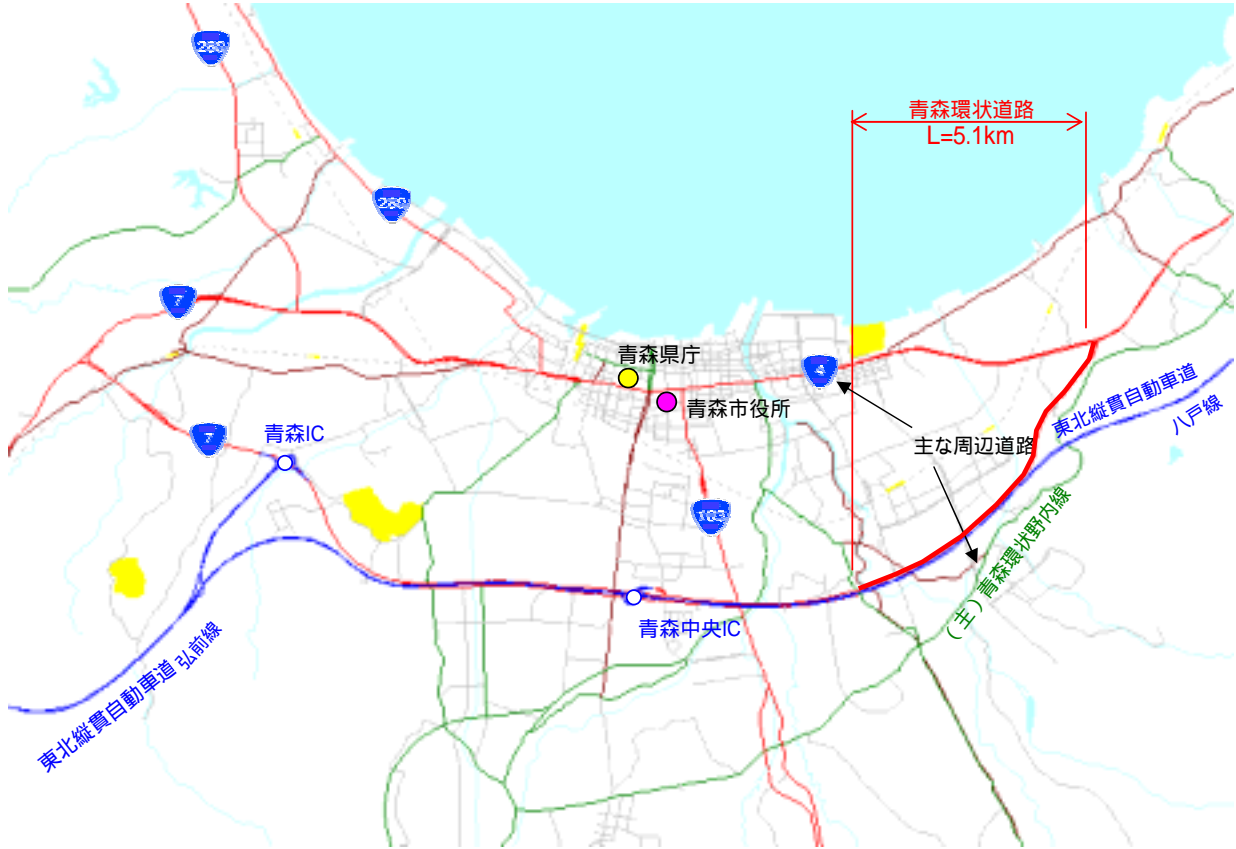 280
青森環状道路
L=5.1km
280
7
青森県庁
4
青森市役所
東北縦貫自動車道
八戸線
7
青森IC
主な周辺道路
103
(主)青森環状野内線
青森中央IC
東北縦貫自動車道 弘前線